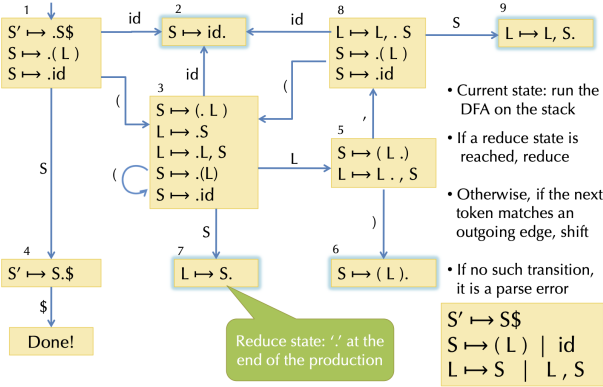 1
S′ ↦ .S$
S ↦ .( L )
S ↦ .id
id
2
S ↦ id.
id
8
L ↦ L, . S
S ↦ .( L )
S ↦ .id
S
9
L ↦ L, S.
(
id
(
3
S ↦ (. L )
L ↦ .S
L ↦ .L, S
S ↦ .(L)
S ↦ .id
(
L
,
5
S ↦ ( L .)
L ↦ L . , S
S
S
)
4
S′ ↦ S.$
7
L ↦ S.
6
S ↦ ( L ).
$
Done!
Reduce state: ‘.’ at the
end of the production
• Current state: run the
DFA on the stack
• If a reduce state is
reached, reduce
• Otherwise, if the next
token matches an
outgoing edge, shift
• If no such transition,
it is a parse error
S′ ↦ S$
S ↦ ( L ) | id
L ↦ S | L , S